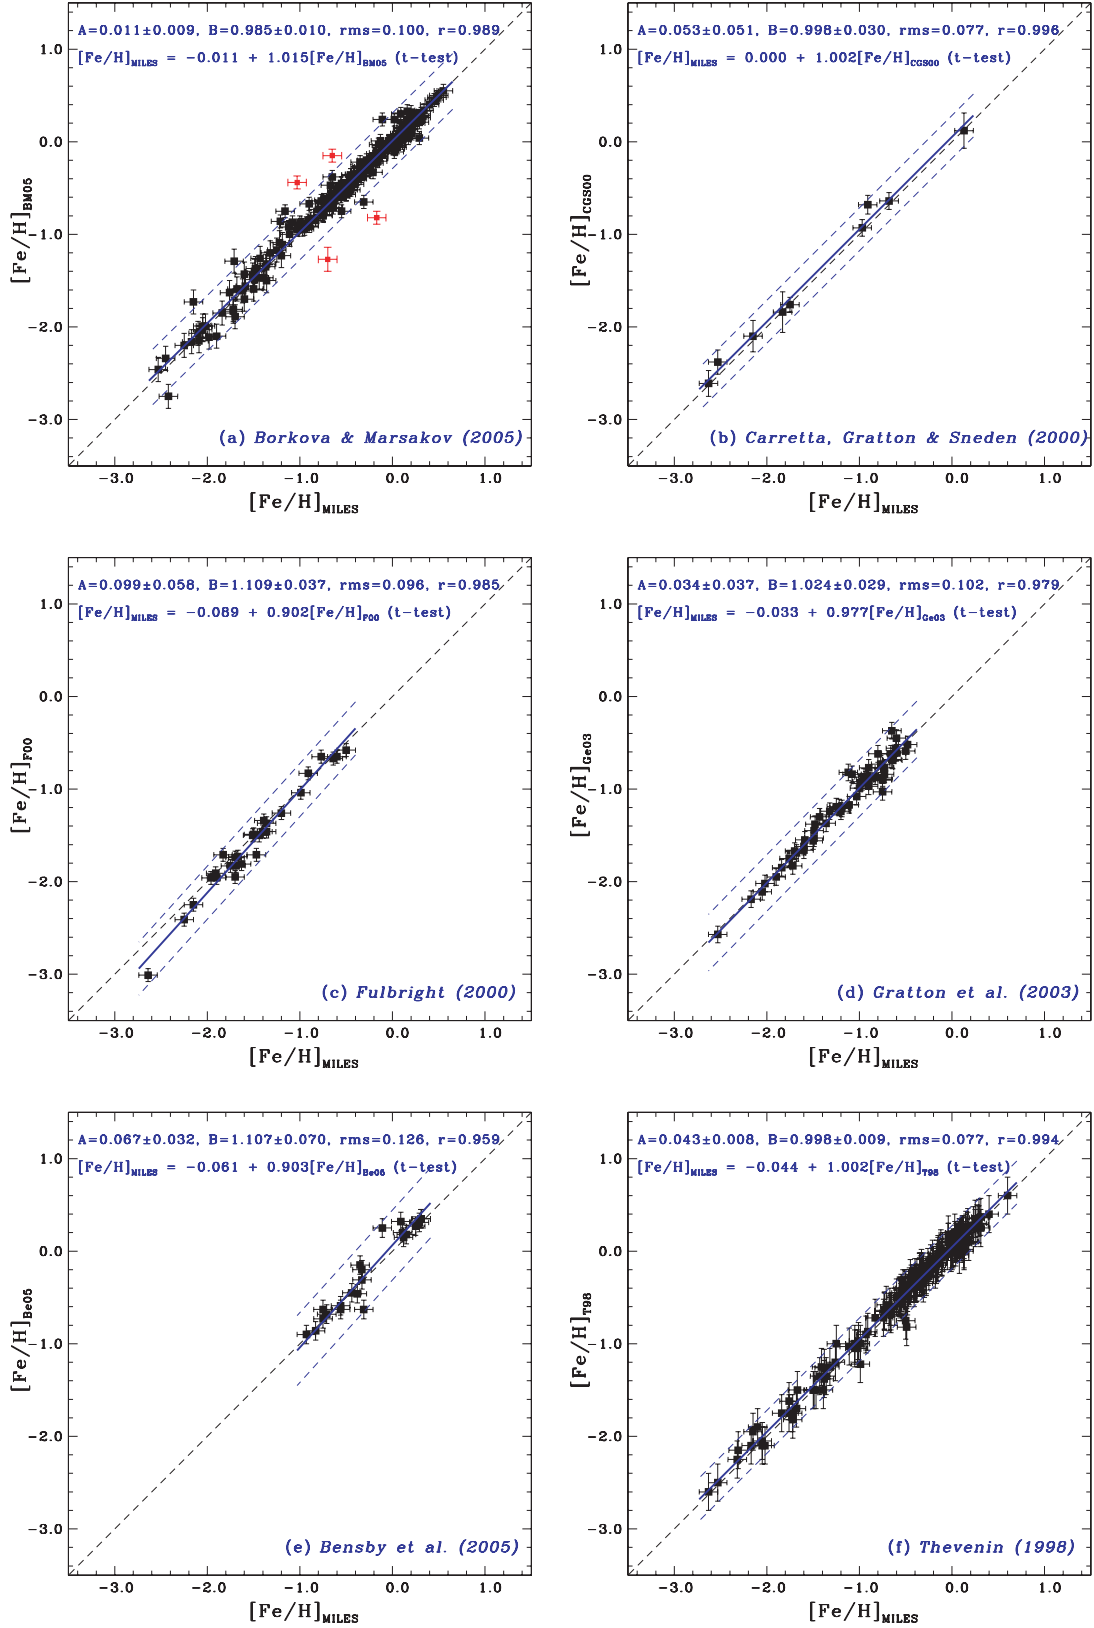 A=0.011±0.009, B=0.985±0.010, rms=0.100, r=0.989
[Fe/H]MILES = -0.011 + 1.015[Fe/H]BM05 (t-test)
1.0
0.0
-1.0
-2.0
-3.0
[Fe/H]BM05
(a) Borkova & Marsakov (2005)
-3.0 -2.0 -1.0 0.0 1.0
[Fe/H]MILES
A=0.053±0.051, B=0.998±0.030, rms=0.077, r=0.996
[Fe/H]MILES = 0.000 + 1.002[Fe/H]CGS00 (t-test)
1.0
0.0
-1.0
-2.0
-3.0
[Fe/H]CGS00
(b) Carretta, Gratton & Sneden (2000)
-3.0 -2.0 -1.0 0.0 1.0
[Fe/H]MILES
A=0.099±0.058, B=1.109±0.037, rms=0.096, r=0.985
[Fe/H]MILES = -0.089 + 0.902[Fe/H]F00 (t-test)
1.0
0.0
-1.0
-2.0
-3.0
[Fe/H]F00
(c) Fulbright (2000)
-3.0 -2.0 -1.0 0.0 1.0
[Fe/H]MILES
A=0.034±0.037, B=1.024±0.029, rms=0.102, r=0.979
[Fe/H]MILES = -0.033 + 0.977[Fe/H]Ge03 (t-test)
1.0
0.0
-1.0
-2.0
-3.0
[Fe/H]Ge03
(d) Gratton et al. (2003)
-3.0 -2.0 -1.0 0.0 1.0
[Fe/H]MILES
A=0.067±0.032, B=1.107±0.070, rms=0.126, r=0.959
[Fe/H]MILES = -0.061 + 0.903[Fe/H]Be05 (t-test)
1.0
0.0
-1.0
-2.0
-3.0
[Fe/H]Be05
(e) Bensby et al. (2005)
-3.0 -2.0 -1.0 0.0 1.0
[Fe/H]MILES
A=0.043±0.008, B=0.998±0.009, rms=0.077, r=0.994
[Fe/H]MILES = -0.044 + 1.002[Fe/H]T98 (t-test)
1.0
0.0
-1.0
-2.0
-3.0
[Fe/H]T98
(f) Thevenin (1998)
-3.0 -2.0 -1.0 0.0 1.0
[Fe/H]MILES